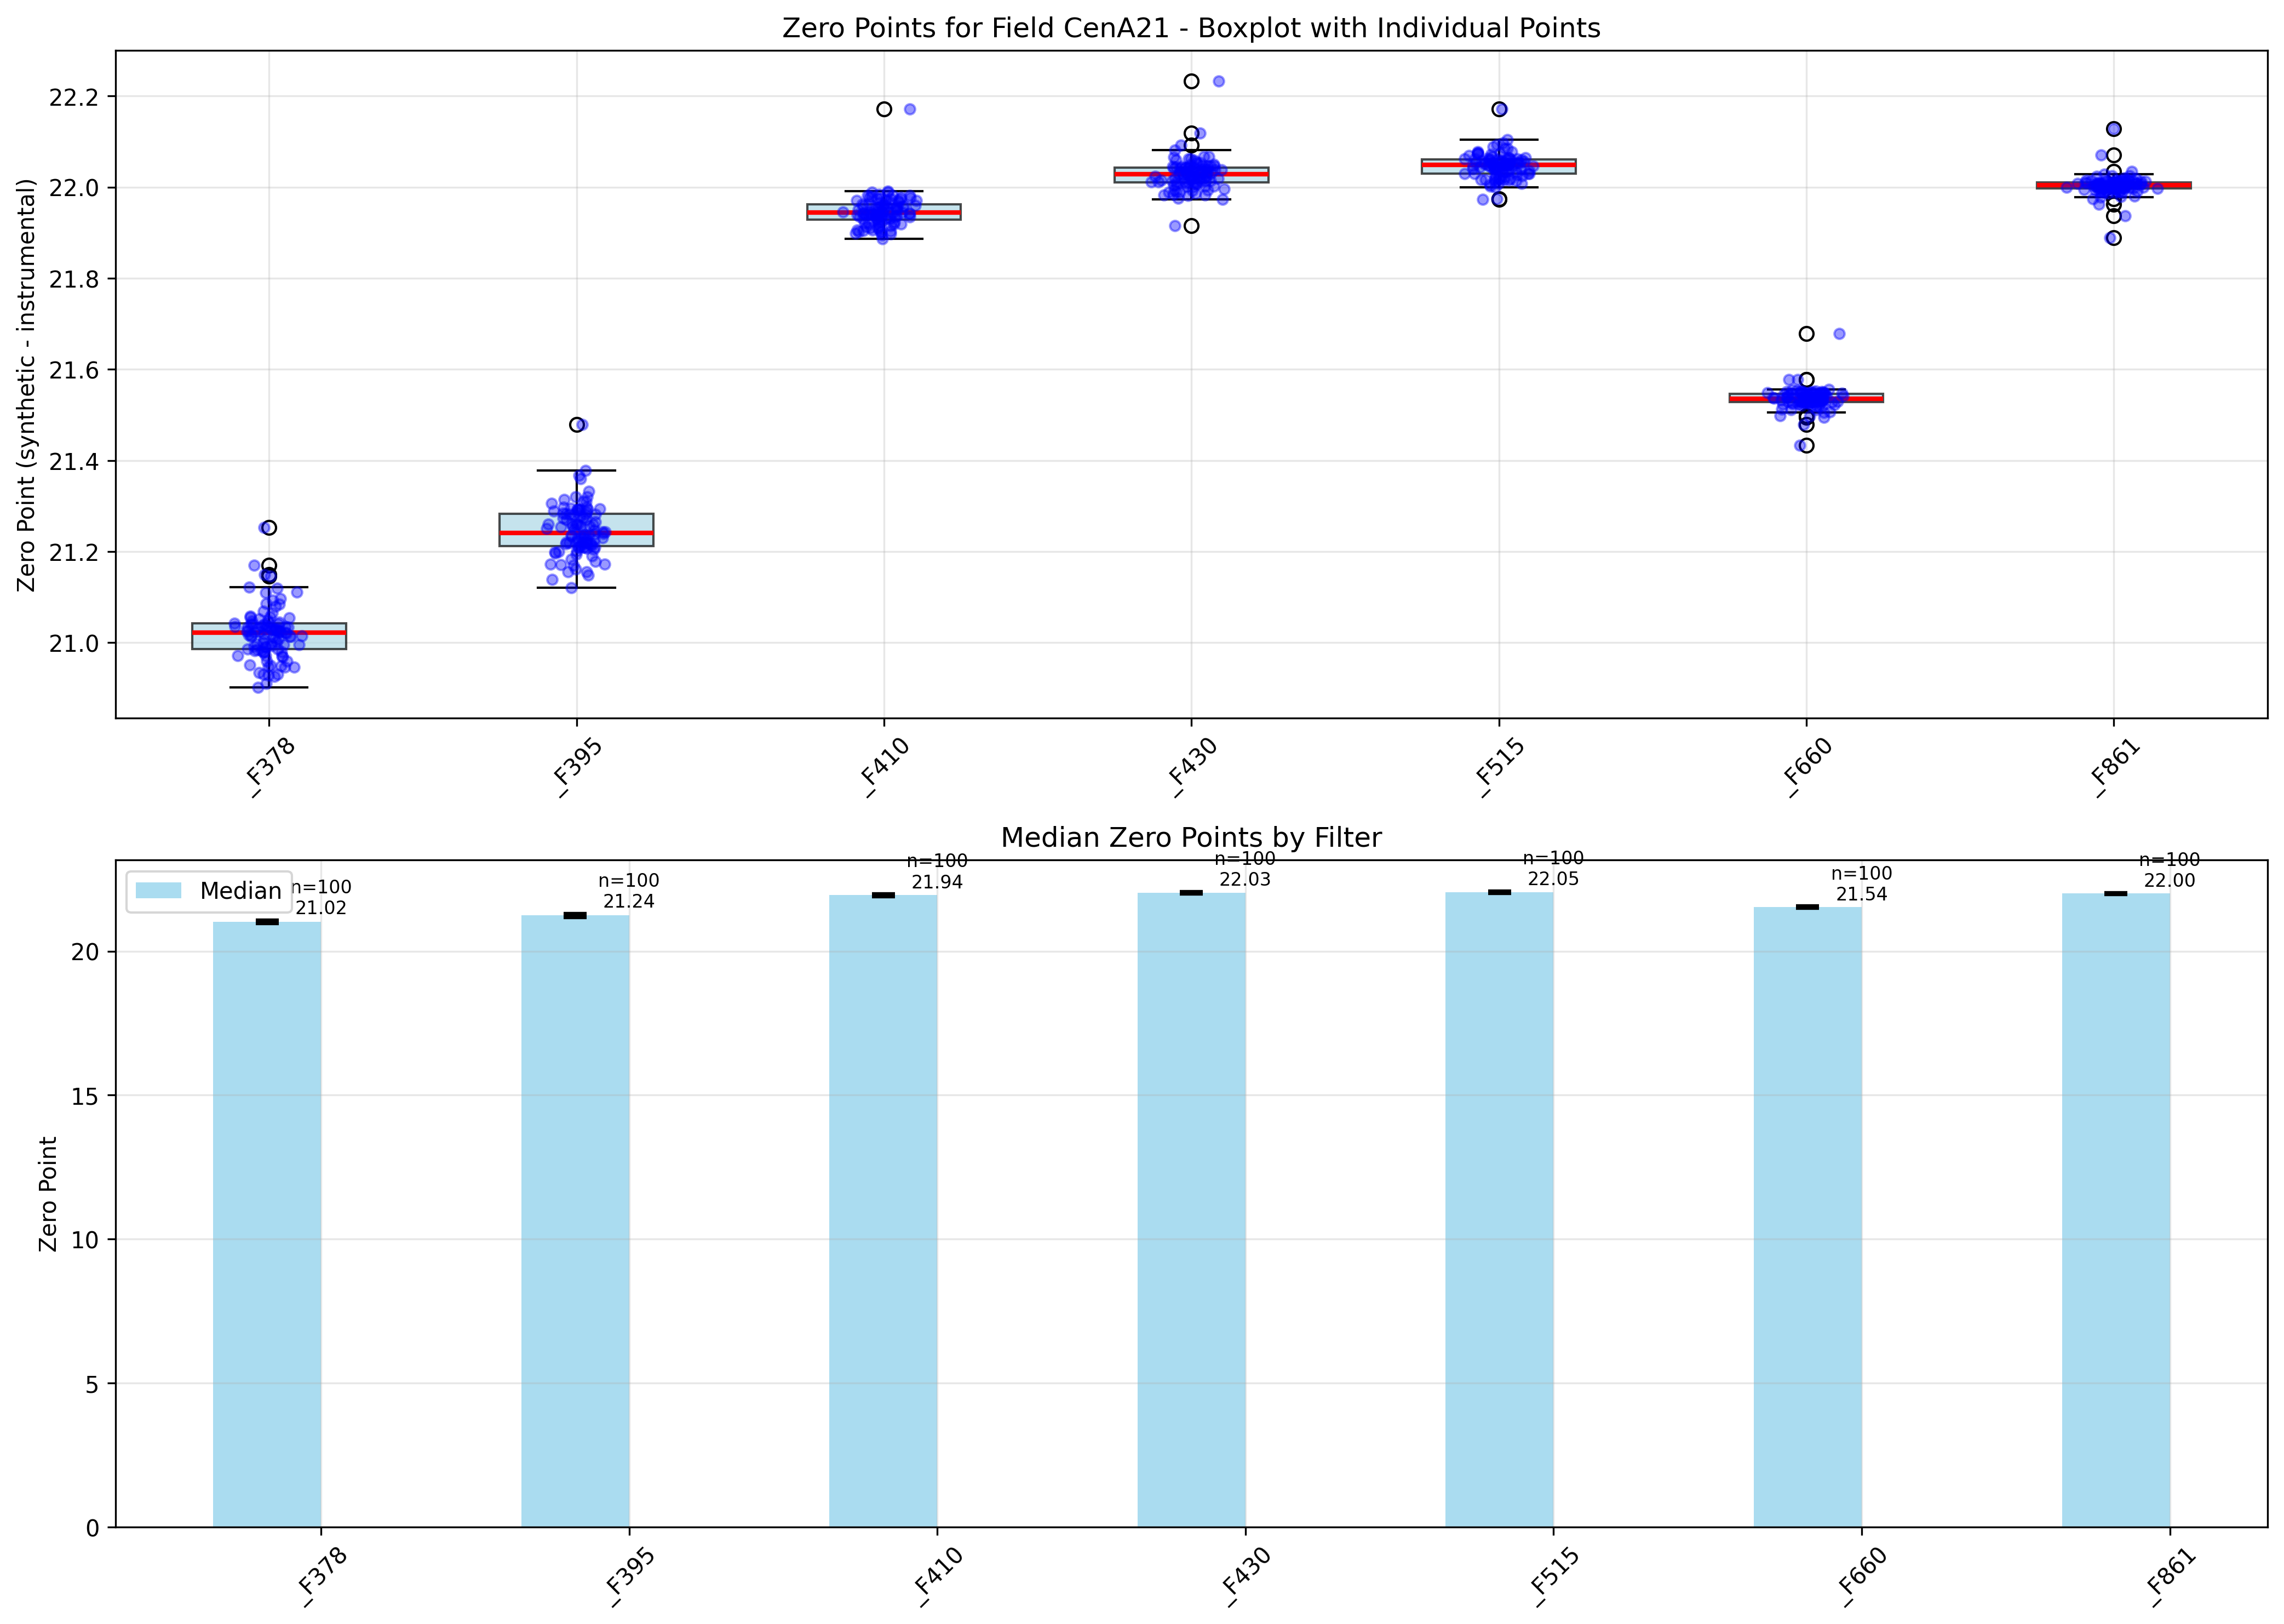 Zero Points for Field CenA21 - Boxplot with Individual Points
Zero Point (synthetic - instrumental)
22.2
22.0
21.8
21.6
21.4
21.2
21.0
_F378
_F395
_F410
_F430
_F515
_F660
_F861
Median Zero Points by Filter
Median
n=100
21.02
n=100
21.24
n=100
21.94
n=100
22.03
n=100
22.05
n=100
21.54
n=100
22.00
Zero Point
20
15
10
5
0
_F378
_F395
_F410
_F430
_F515
_F660
_F861